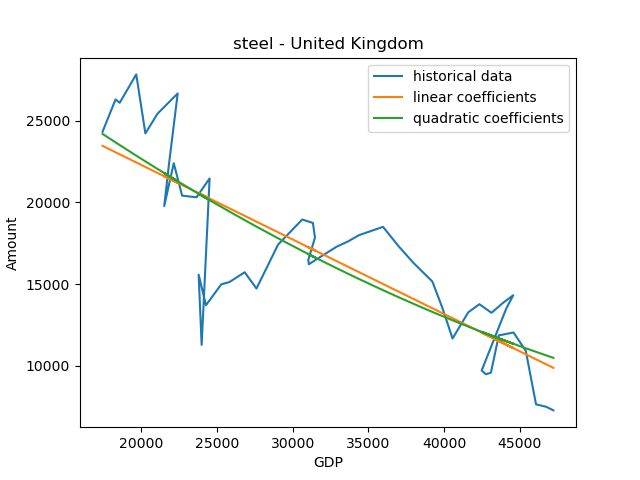 steel - United Kingdom
historical data
linear coefficients
quadratic coefficients
Amount
25000
20000
15000
10000
20000 25000 30000 35000 40000 45000
GDP